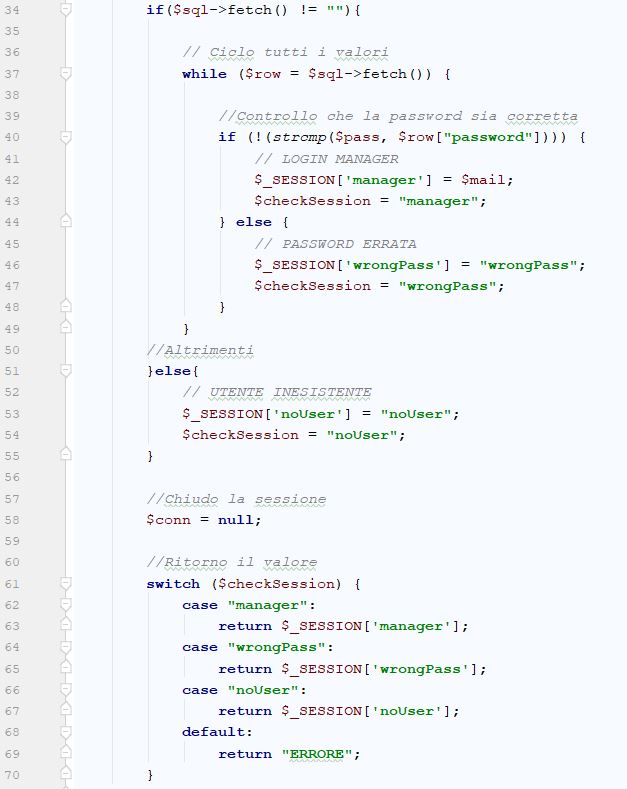 34 if($sql->fetch() != ""){
35
36 // Ciclo tutti i valori
37 while ($row = $sql->fetch()) {
38
39 //Controllo che la password sia corretta
40 if (!(strcmp($pass, $row["password"]))) {
41 // LOGIN MANAGER
42 $_SESSION['manager'] = $mail;
43 $checkSession = "manager";
44 } else {
45 // PASSWORD ERRATA
46 $_SESSION['wrongPass'] = "wrongPass";
47 $checkSession = "wrongPass";
48 }
49 }
50 //Altrimenti
51 }else{
52 // UTENTE INESISTENTE
53 $_SESSION['noUser'] = "noUser";
54 $checkSession = "noUser";
55 }
56
57 //Chiudo la sessione
58 $conn = null;
59
60 //Ritorno il valore
61 switch ($checkSession) {
62 case "manager":
63 return $_SESSION['manager'];
64 case "wrongPass":
65 return $_SESSION['wrongPass'];
66 case "noUser":
67 return $_SESSION['noUser'];
68 default:
69 return "ERRORE";
70 }